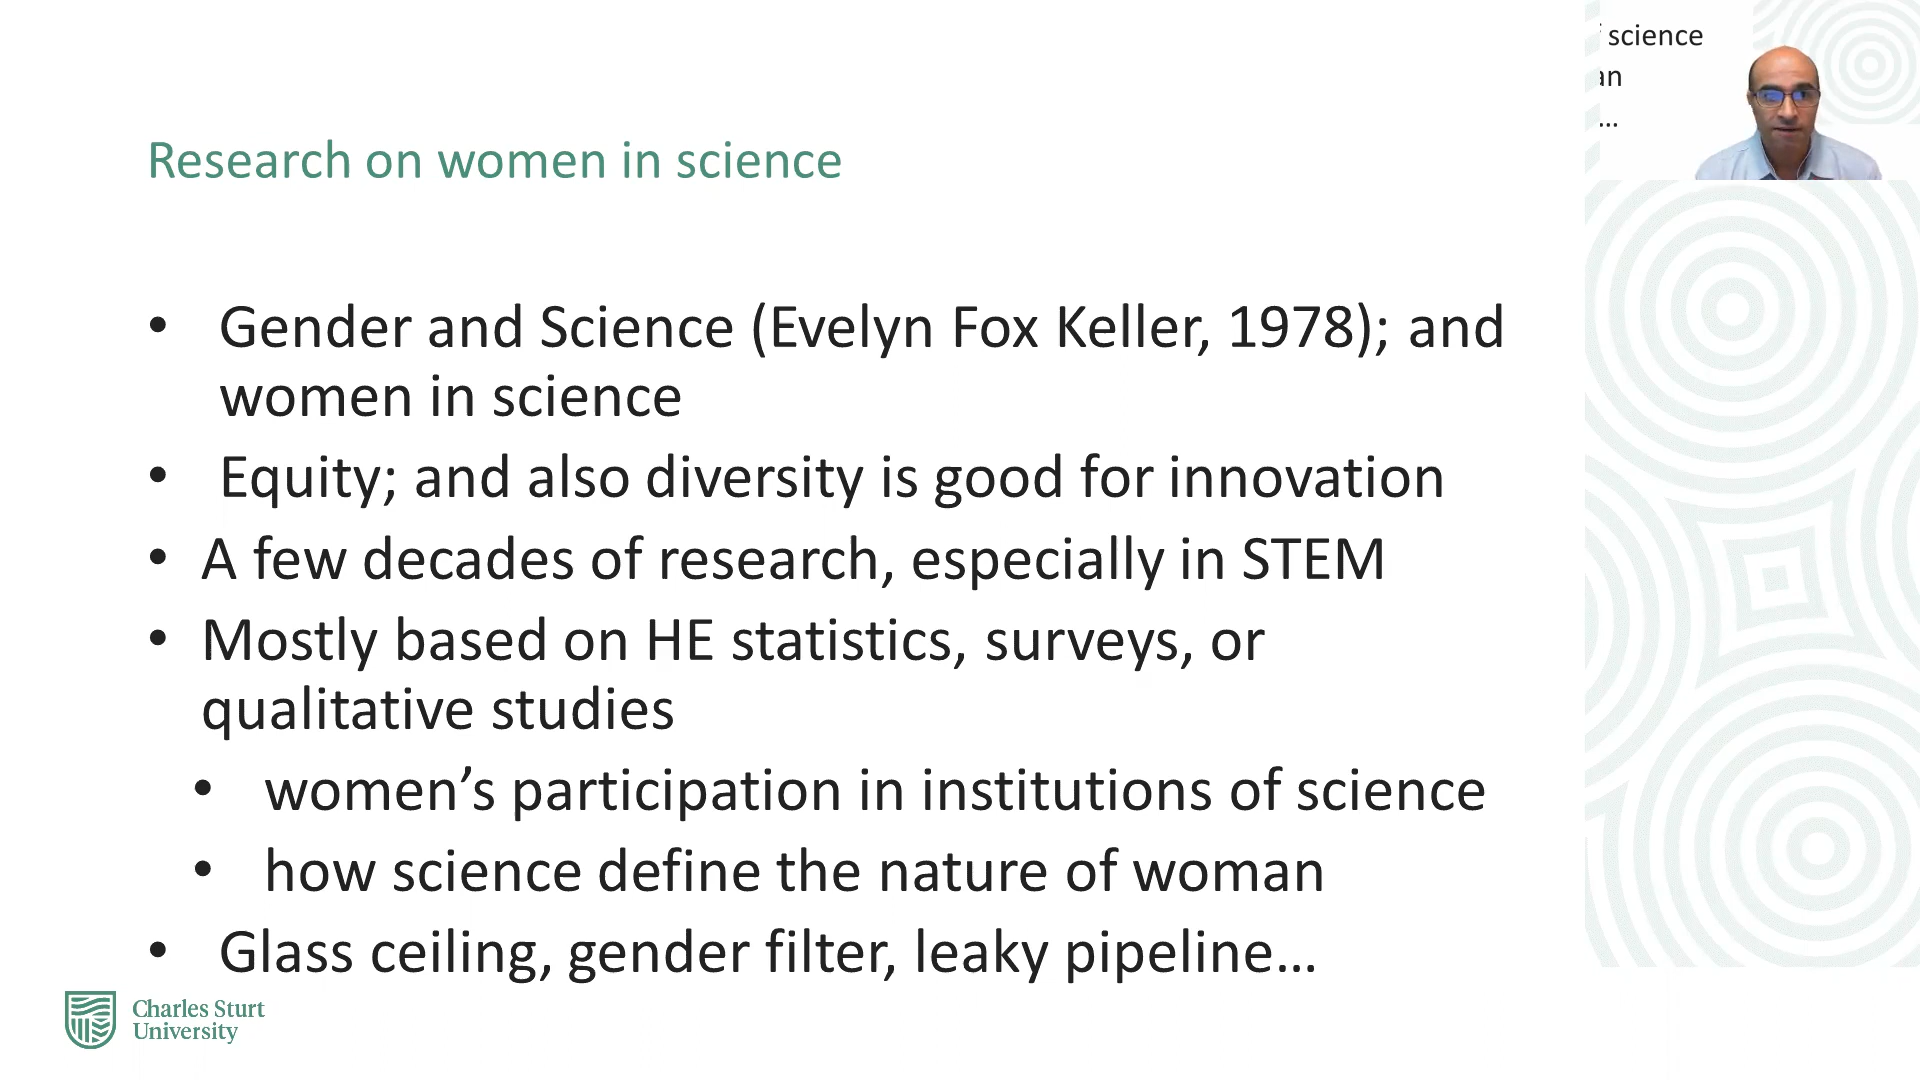 Research on women in science
• Gender and Science (Evelyn Fox Keller, 1978); and
women in science
• Equity; and also diversity is good for innovation
• A few decades of research, especially in STEM
• Mostly based on HE statistics, surveys, or
qualitative studies
• women’s participation in institutions of science
• how science define the nature of woman
• Glass ceiling, gender filter, leaky pipeline…
Charles Sturt
University
science
an
…